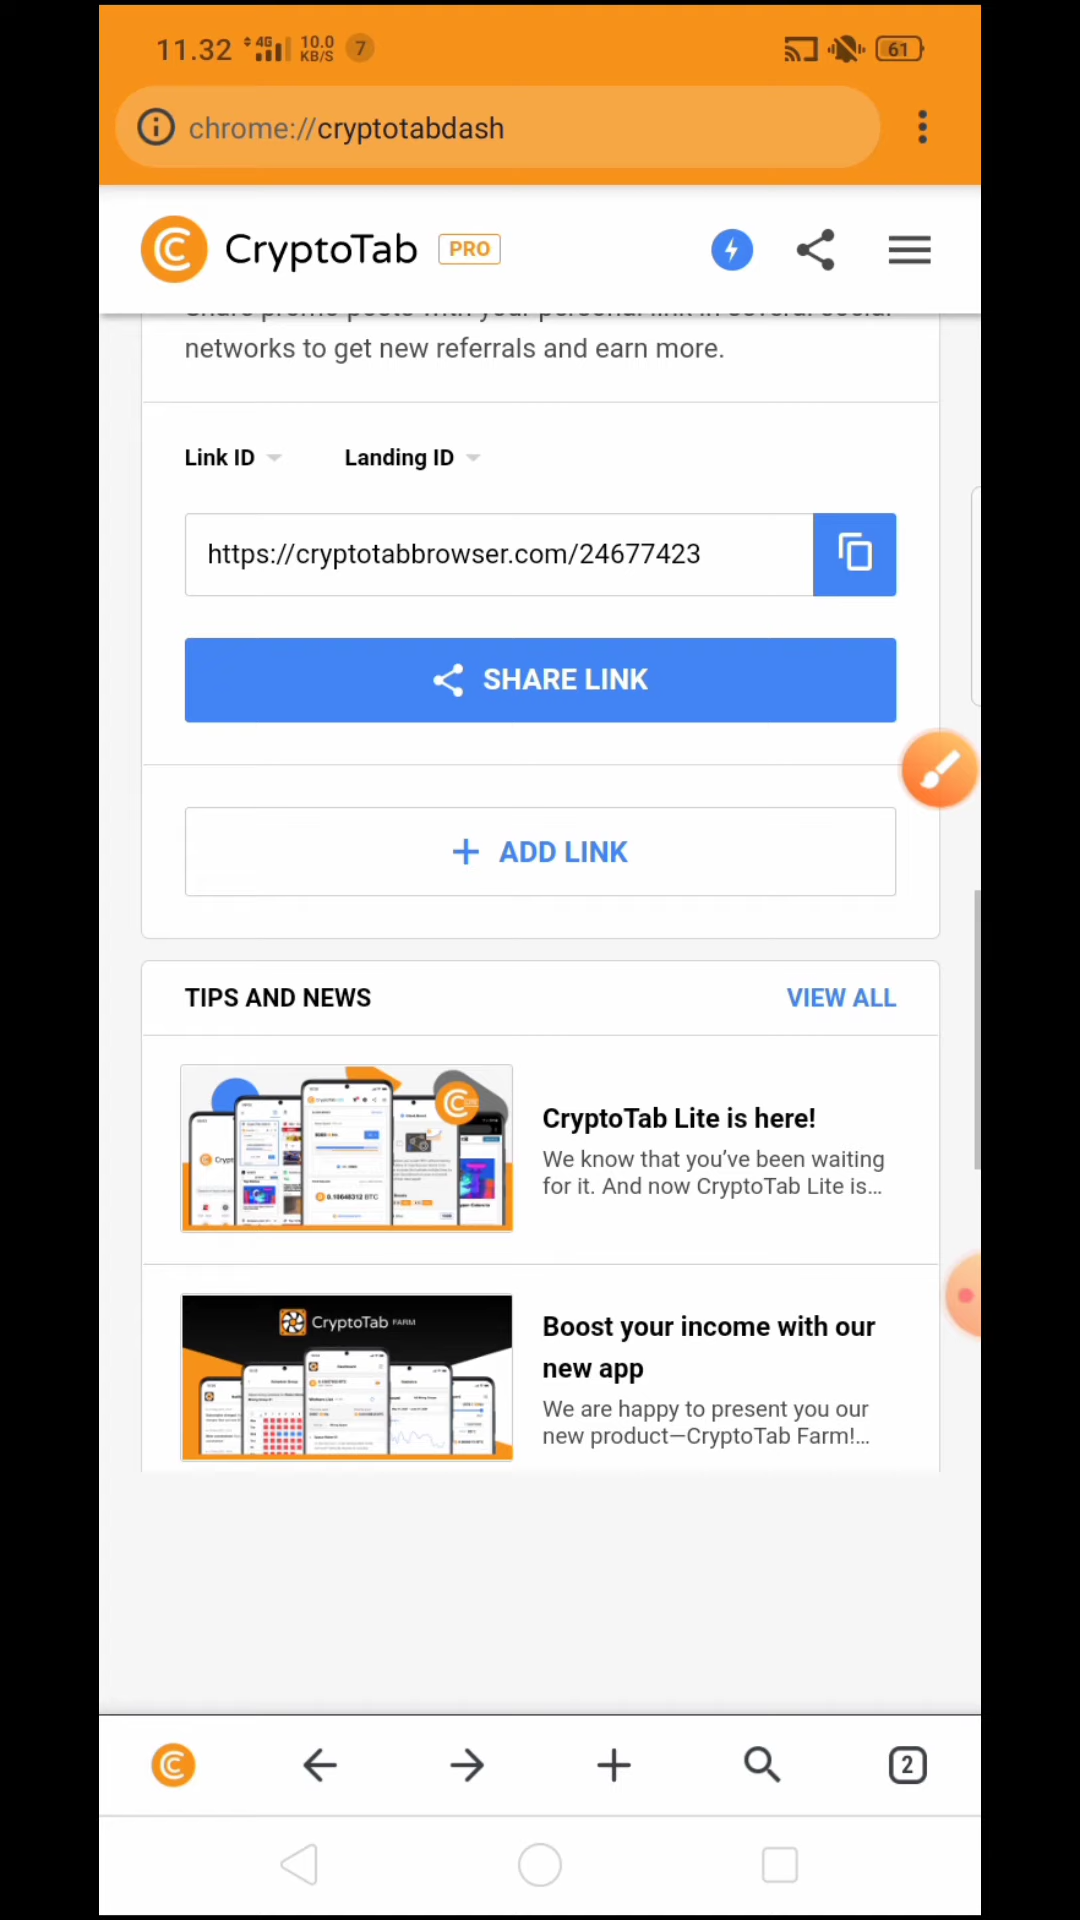 11.32 4G 10.0 KB/S 7 61
chrome://cryptotabdash
CryptoTab PRO
networks to get new referrals and earn more.
Link ID Landing ID
https://cryptotabbrowser.com/24677423
SHARE LINK
+ ADD LINK
TIPS AND NEWS VIEW ALL
CryptoTab Lite is here!
We know that you’ve been waiting
for it. And now CryptoTab Lite is...
CryptoTab FARM
Boost your income with our
new app
We are happy to present you our
new product—CryptoTab Farm!...
2